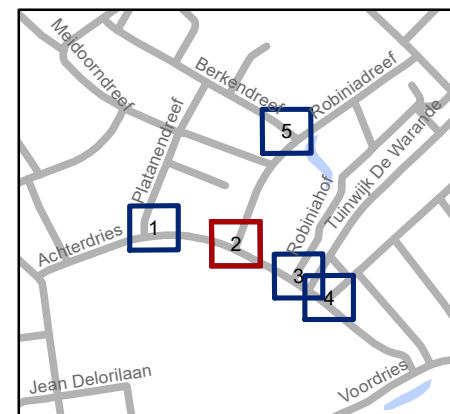 Meidoorndreef
Berkendreef
Robiniadreef
Platanendreef
Tuinwijk De Warande
Robiniahof
Achterdries
Jean Delorilaan
Voordries
1
2
3
4
5